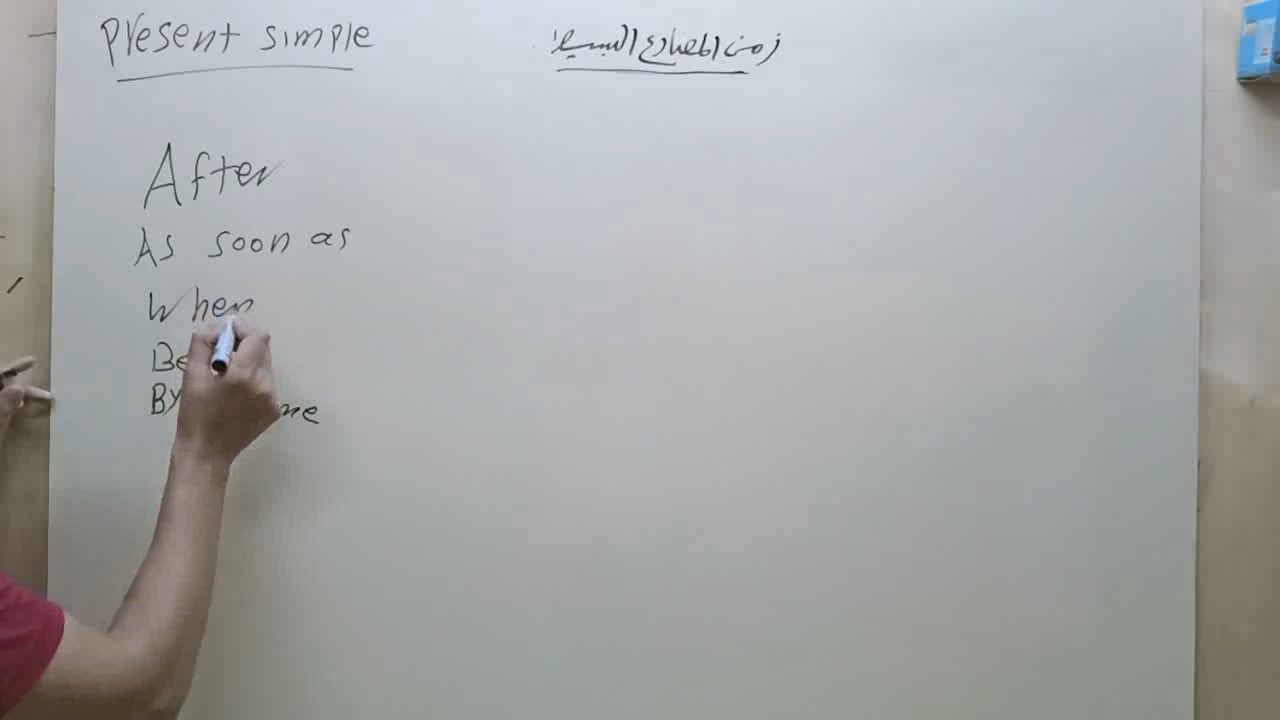 Present simple
زمن المضارع البسيط
After
As soon as
When